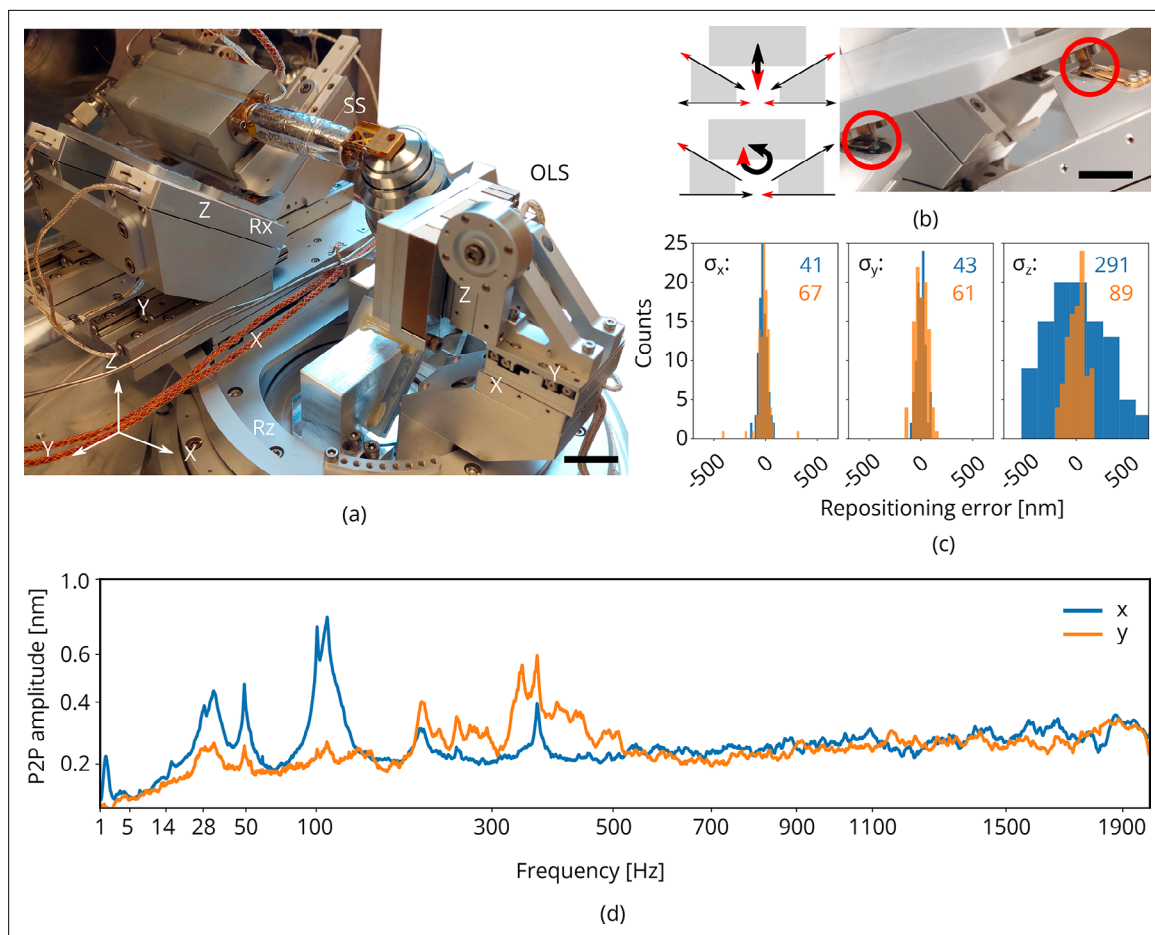 SS
OLS
Z
Rx
Z
Y
X
Y
X
Z
Rz
Y
X
(a)
(b)
25
20
15
10
5
0
Counts
σx:
41
67
σy:
43
61
σz:
291
89
-500
0
500
-500
0
500
-500
0
500
Repositioning error [nm]
(c)
1.0
0.6
0.4
0.2
P2P amplitude [nm]
x
y
1 5 14 28 50 100 300 500 700 900 1100 1500 1900
Frequency [Hz]
(d)